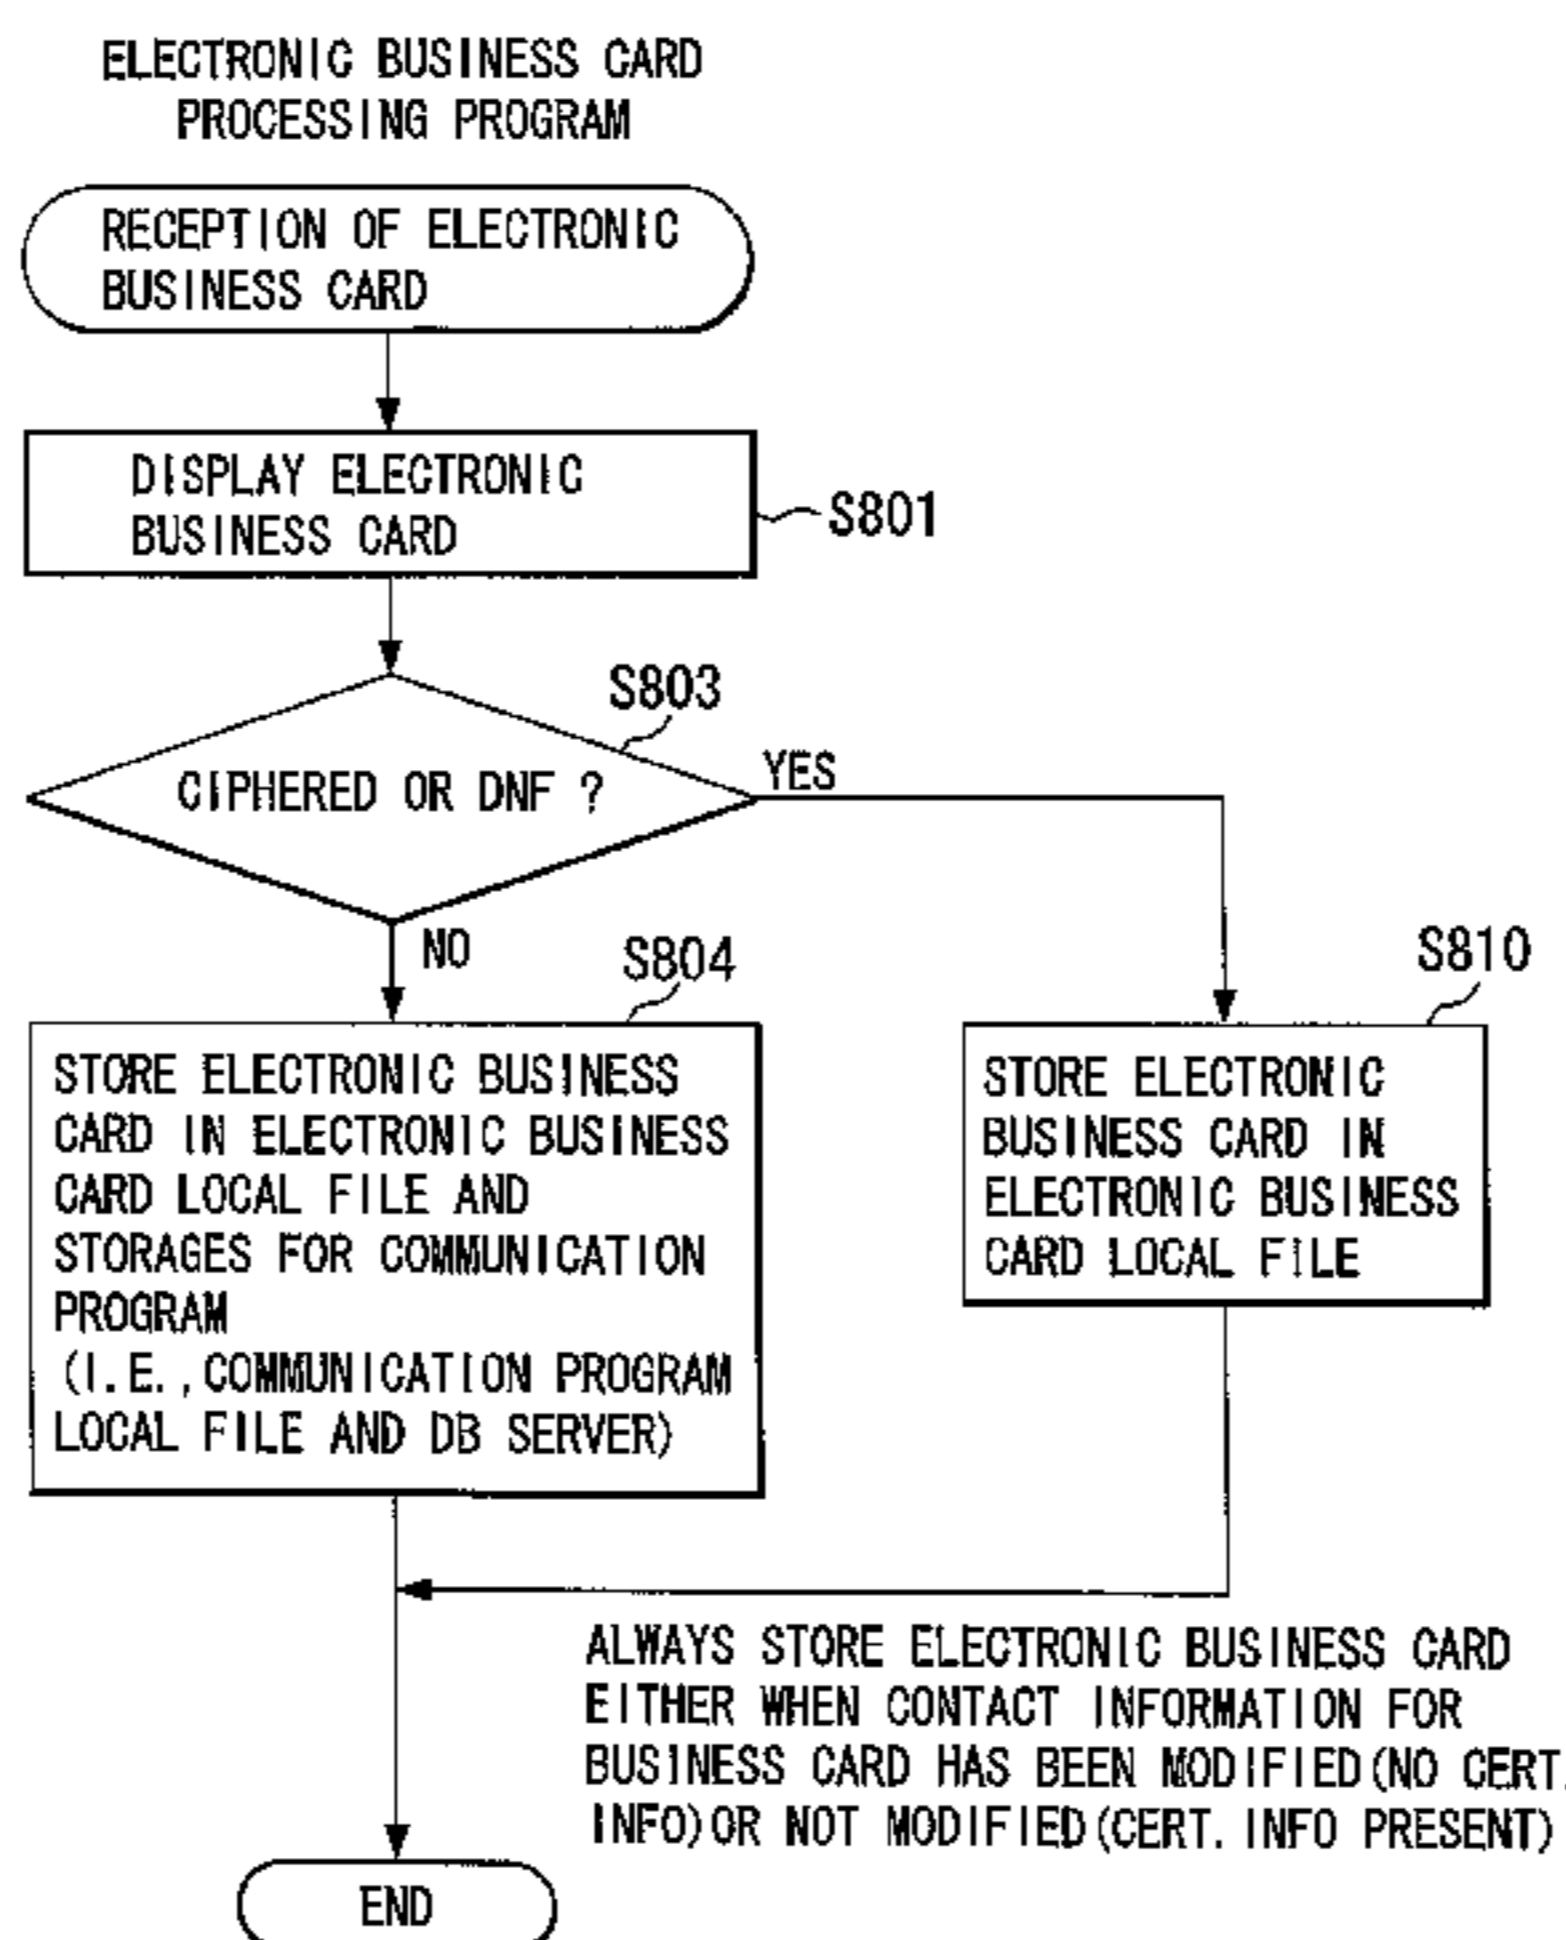 ELECTRONIC BUSINESS CARD
PROCESSING PROGRAM
RECEPTION OF ELECTRONIC
BUSINESS CARD
DISPLAY ELECTRONIC
BUSINESS CARD
S801
S803
CIPHERED OR DNF ?
YES
NO
S804
STORE ELECTRONIC BUSINESS
CARD IN ELECTRONIC BUSINESS
CARD LOCAL FILE AND
STORAGES FOR COMMUNICATION
PROGRAM
(I.E.,COMMUNICATION PROGRAM
LOCAL FILE AND DB SERVER)
S810
STORE ELECTRONIC
BUSINESS CARD IN
ELECTRONIC BUSINESS
CARD LOCAL FILE
ALWAYS STORE ELECTRONIC BUSINESS CARD
EITHER WHEN CONTACT INFORMATION FOR
BUSINESS CARD HAS BEEN MODIFIED(NO CERT.
INFO)OR NOT MODIFIED(CERT. INFO PRESENT)
END